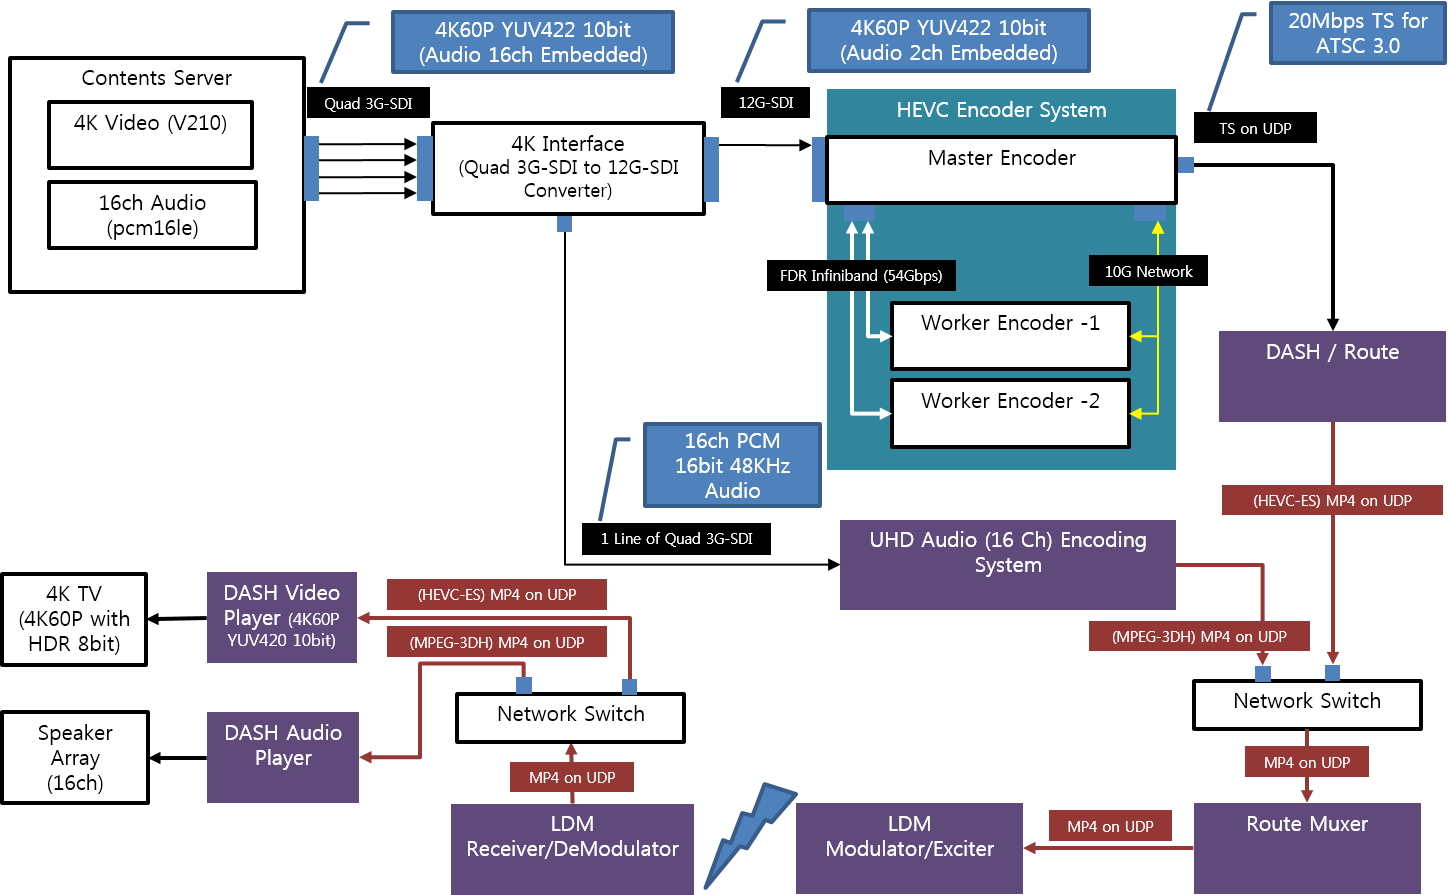 4K60P YUV422 10bit
(Audio 16ch Embedded)
4K60P YUV422 10bit
(Audio 2ch Embedded)
20Mbps TS for
ATSC 3.0
Contents Server
4K Video (V210)
16ch Audio
(pcm16le)
Quad 3G-SDI
4K Interface
(Quad 3G-SDI to 12G-SDI
Converter)
12G-SDI
HEVC Encoder System
Master Encoder
TS on UDP
FDR Infiniband (54Gbps)
10G Network
Worker Encoder -1
Worker Encoder -2
DASH / Route
16ch PCM
16bit 48KHz
Audio
1 Line of Quad 3G-SDI
(HEVC-ES) MP4 on UDP
UHD Audio (16 Ch) Encoding
System
(MPEG-3DH) MP4 on UDP
Network Switch
MP4 on UDP
Route Muxer
MP4 on UDP
LDM
Modulator/Exciter
LDM
Receiver/DeModulator
MP4 on UDP
Network Switch
(HEVC-ES) MP4 on UDP
(MPEG-3DH) MP4 on UDP
DASH Video
Player (4K60P
YUV420 10bit)
4K TV
(4K60P with
HDR 8bit)
DASH Audio
Player
Speaker
Array
(16ch)